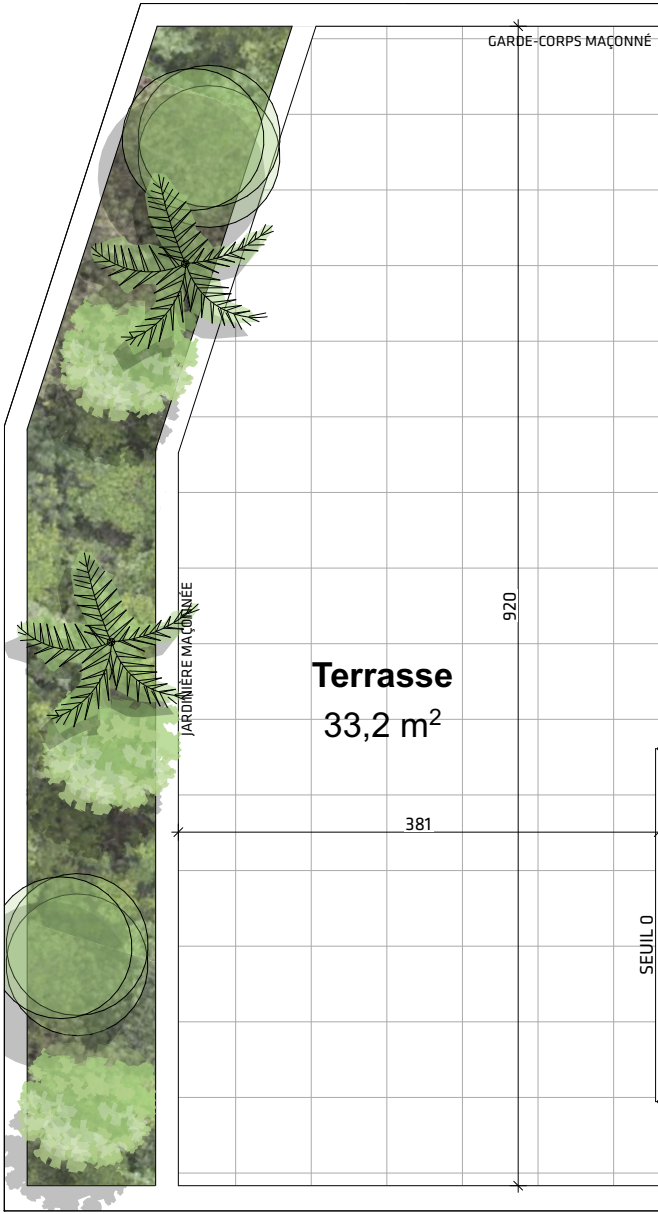 GARDE-CORPS MAÇONNÉ
JARDINIÈRE MAÇONNÉE
920
Terrasse
33,2 m²
381
SEUIL 0